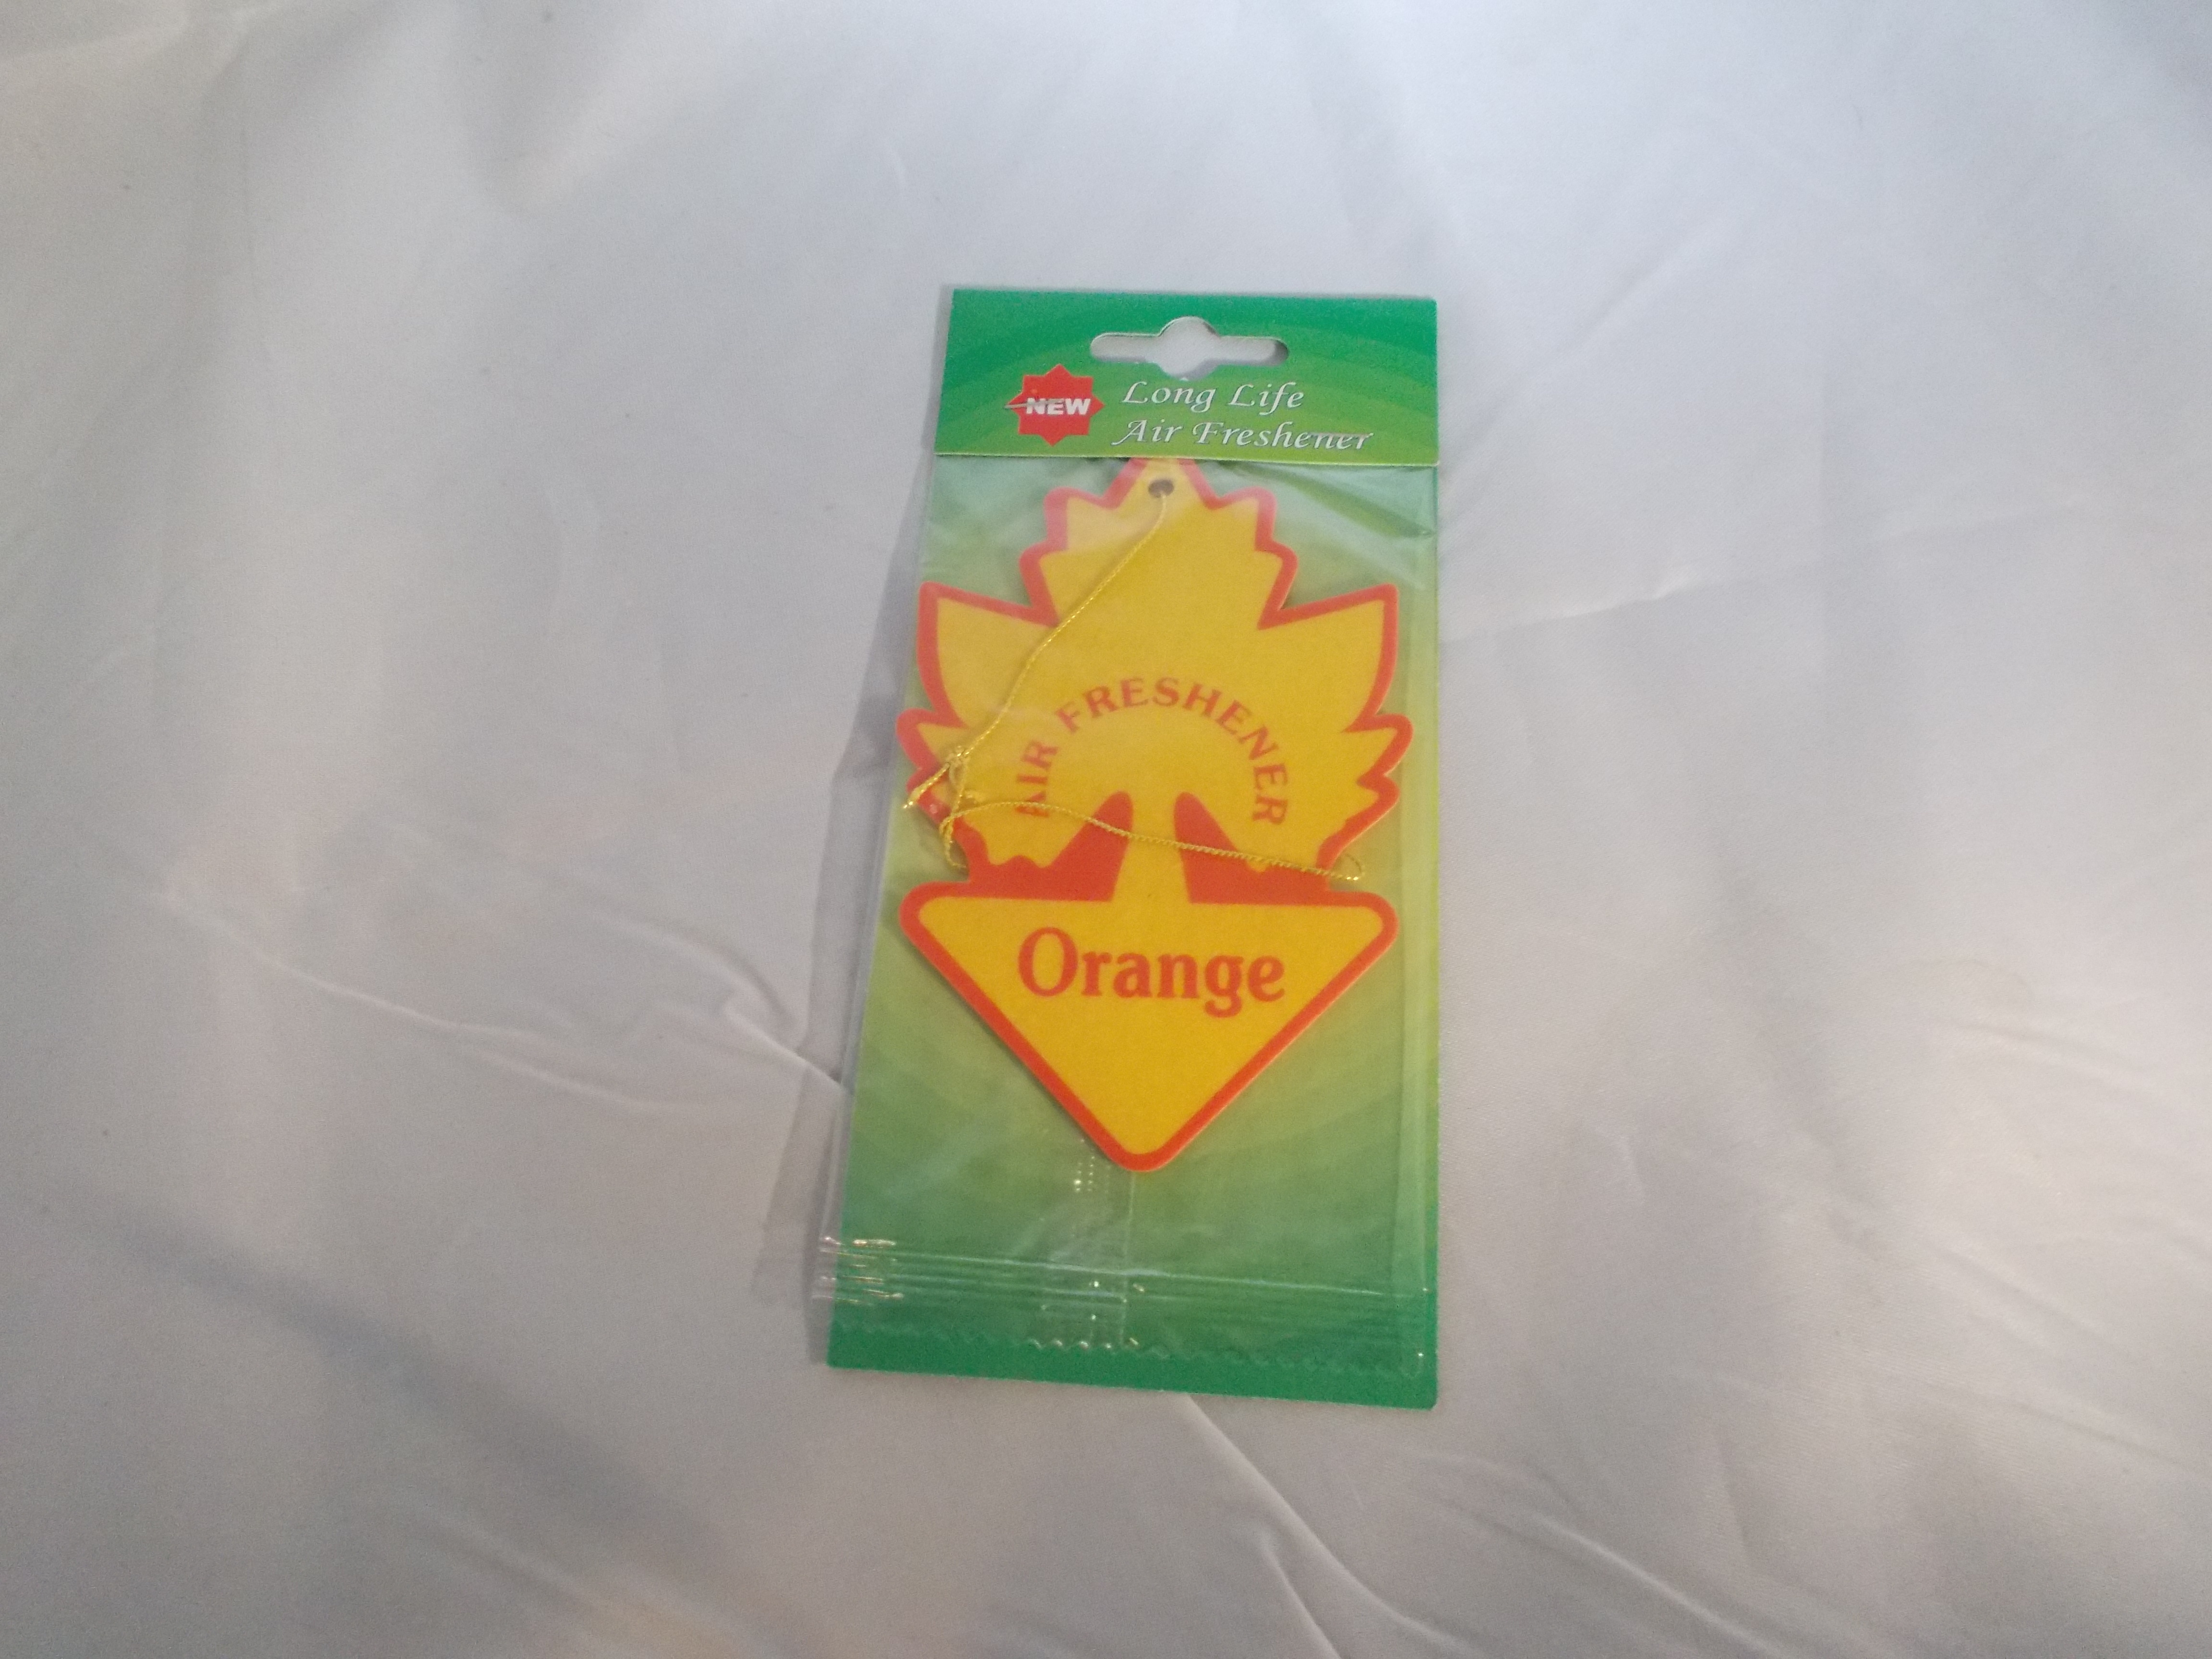 NEW
Long Life
Air Freshener
AIR FRESHENER
Orange